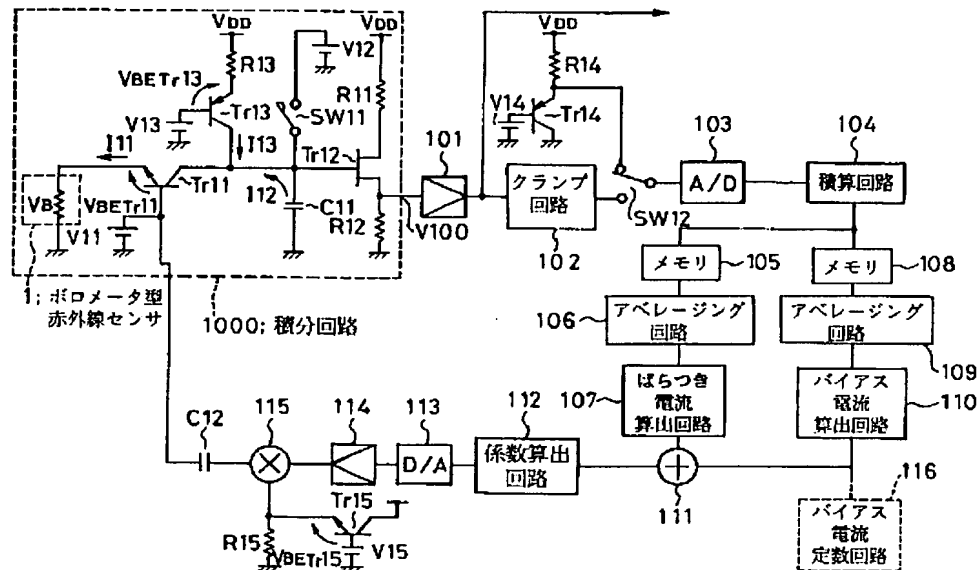 VDD
VDD
VDD
V12
R13
R14
VBETr13
R11
SW11
Tr13
V13
V14
Tr14
I11
I13
Tr12
101
103
104
Tr11
クランプ
回路
A/D
積算回路
I12
VB
VBETr11
C11
SW12
V11
R12
V100
102
メモリ
105
メモリ
108
1;ボロメータ型
赤外線センサ
1000;積分回路
106
アベレージング
回路
アベレージング
回路
109
107
ばらつき
電流
算出回路
バイアス
電流
算出回路
110
C12
115
114
113
112
D/A
係数算出
回路
111
116
バイアス
電流
定数回路
Tr15
R15
VBETr15
V15